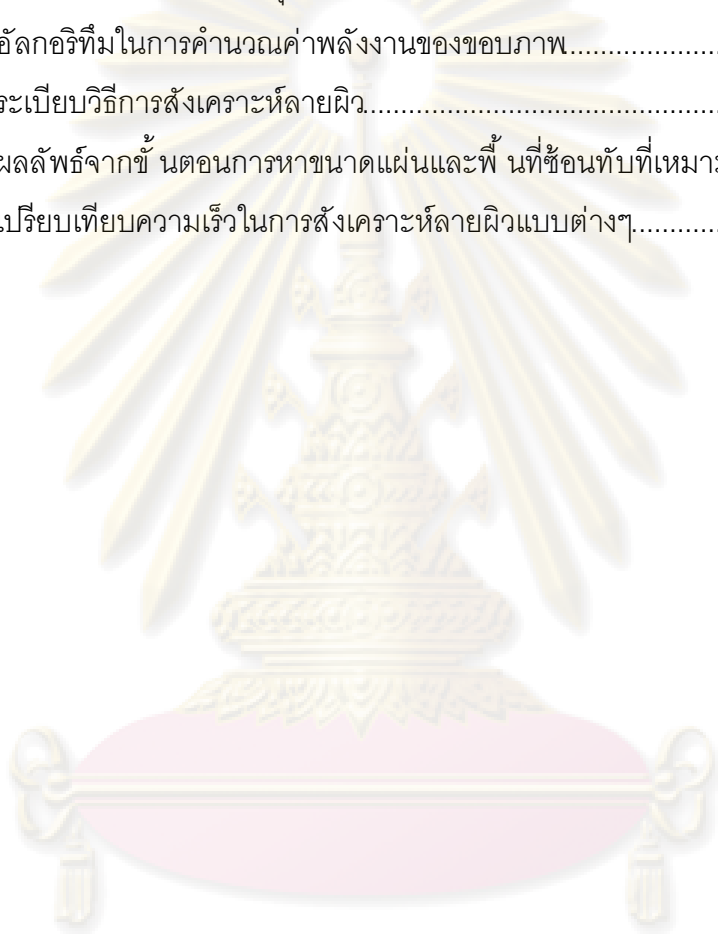 อัลกอริทึมในการคำนวณค่าพลังงานของขอบภาพ......................
ระเบียบวิธีการสังเคราะห์ลายผิว..................................................
ผลลัพธ์จากขั้นตอนการหาขนาดแผ่นและพื้นที่ซ้อนทับที่เหมา
เปรียบเทียบความเร็วในการสังเคราะห์ลายผิวแบบต่างๆ............